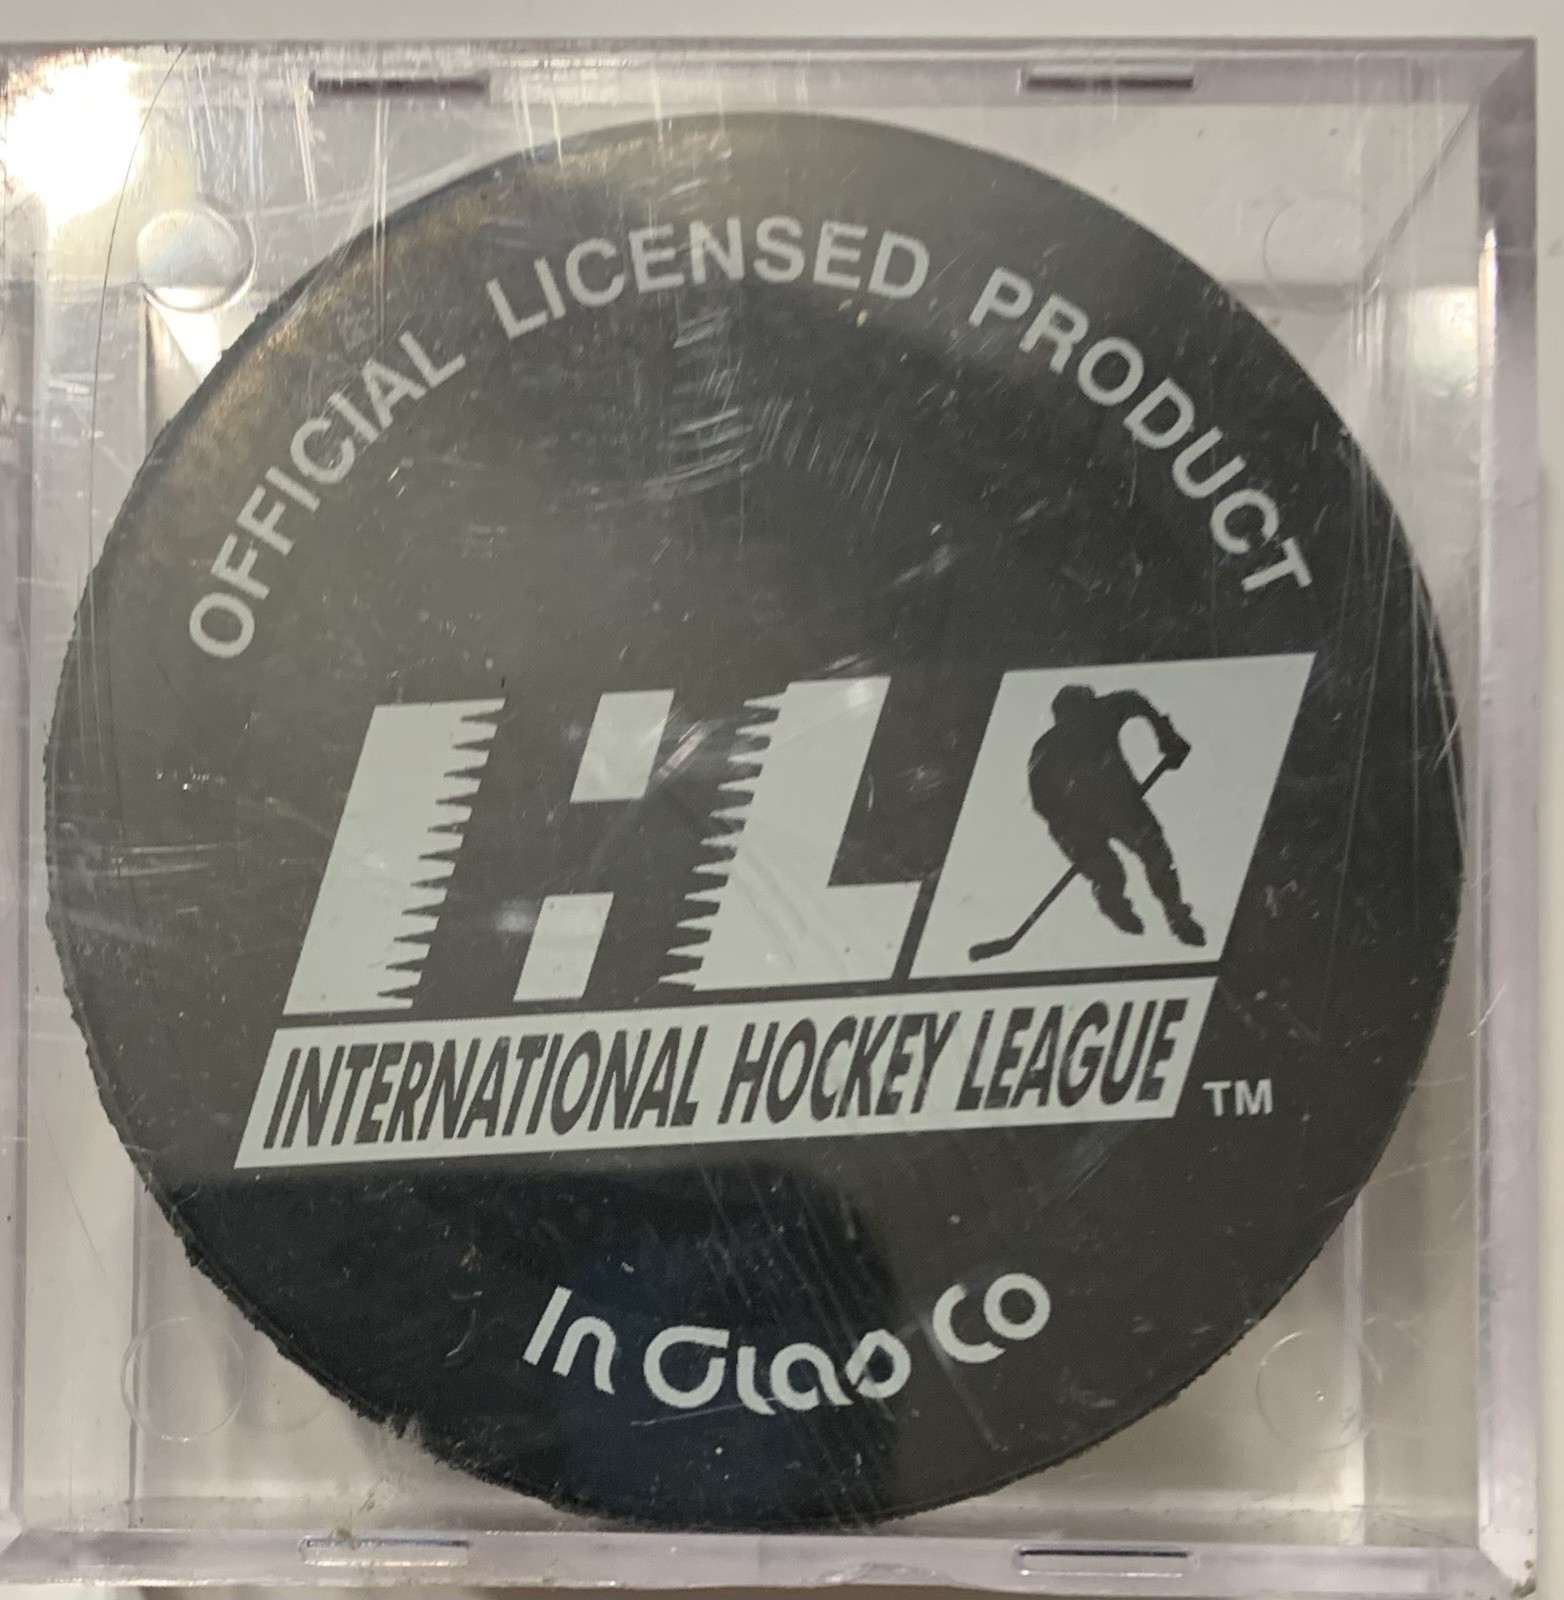 OFFICIAL LICENSED PRODUCT
IHL
INTERNATIONAL HOCKEY LEAGUE TM
In Glas Co